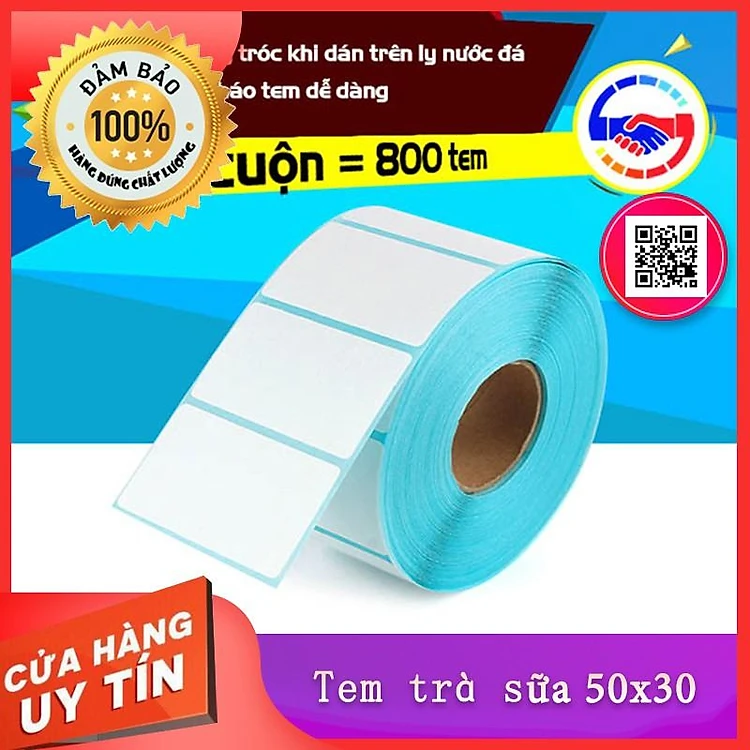 tróc khi dán trên ly nước đá
áo tem dễ dàng
ĐẢM BẢO
100%
HÀNG ĐÚNG CHẤT LƯỢNG
cuộn = 800 tem
CỬA HÀNG
UY TÍN
Tem trà sữa 50x30